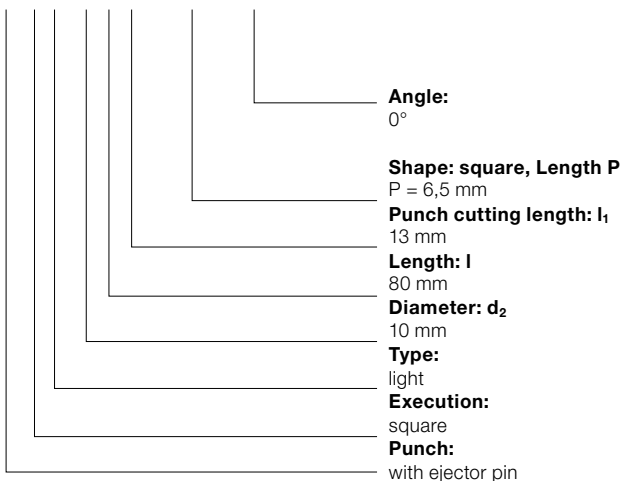 Angle:
0°
Shape: square, Length P
P = 6,5 mm
Punch cutting length: l₁
13 mm
Length: l
80 mm
Diameter: d₂
10 mm
Type:
light
Execution:
square
Punch:
with ejector pin